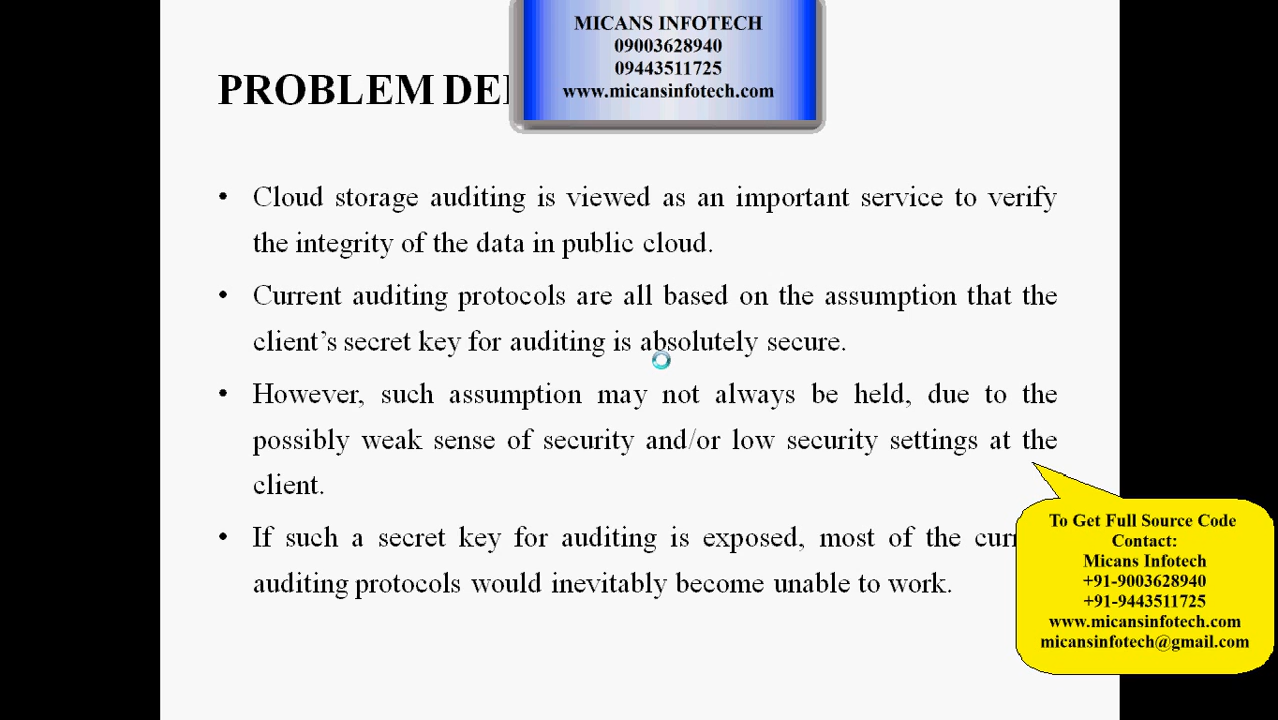 MICANS INFOTECH
09003628940
09443511725
www.micansinfotech.com
PROBLEM
• Cloud storage auditing is viewed as an important service to verify
the integrity of the data in public cloud.
• Current auditing protocols are all based on the assumption that the
client’s secret key for auditing is absolutely secure.
• However, such assumption may not always be held, due to the
possibly weak sense of security and/or low security settings at the
client.
• If such a secret key for auditing is exposed, most of the
auditing protocols would inevitably become unable to work.
To Get Full Source Code
Contact:
Micans Infotech
+91-9003628940
+91-9443511725
www.micansinfotech.com
micansinfotech@gmail.com